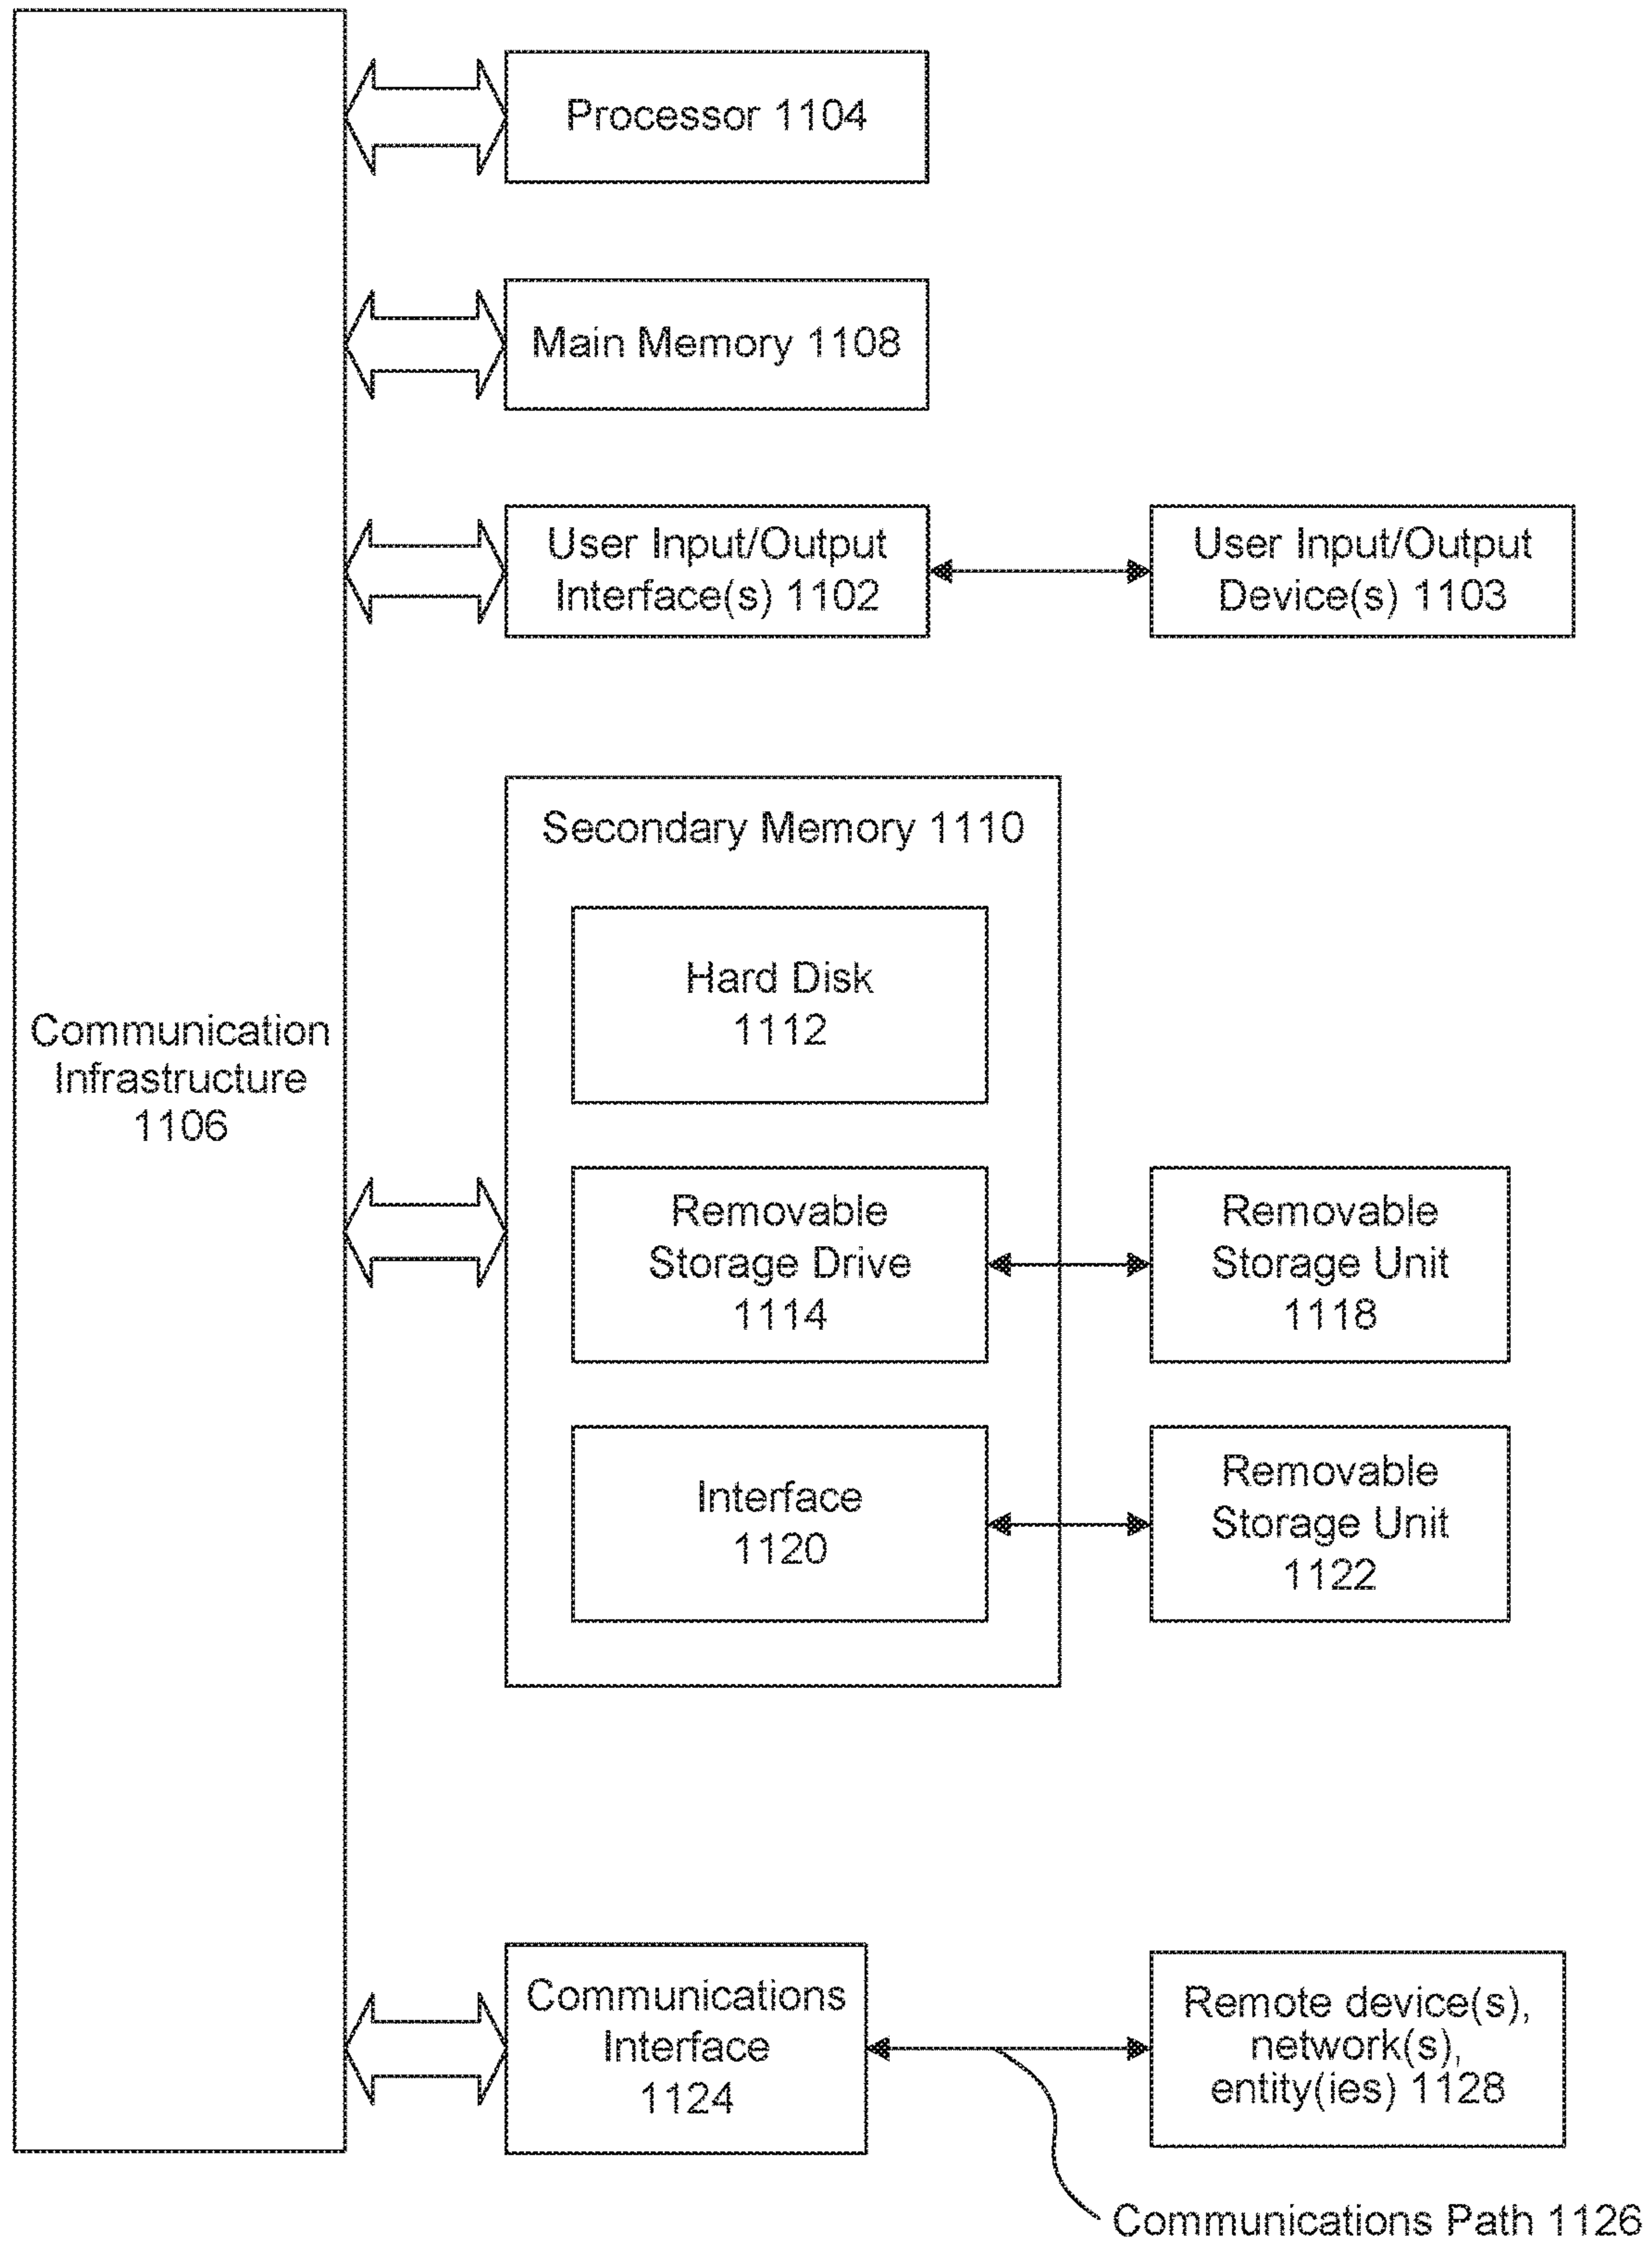 Processor 1104
Main Memory 1108
User Input/Output
Interface(s) 1102
User Input/Output
Device(s) 1103
Secondary Memory 1110
Hard Disk
1112
Communication
Infrastructure
1106
Removable
Storage Drive
1114
Removable
Storage Unit
1118
Interface
1120
Removable
Storage Unit
1122
Communications
Interface
1124
Remote device(s),
network(s),
entity(ies) 1128
Communications Path 1126